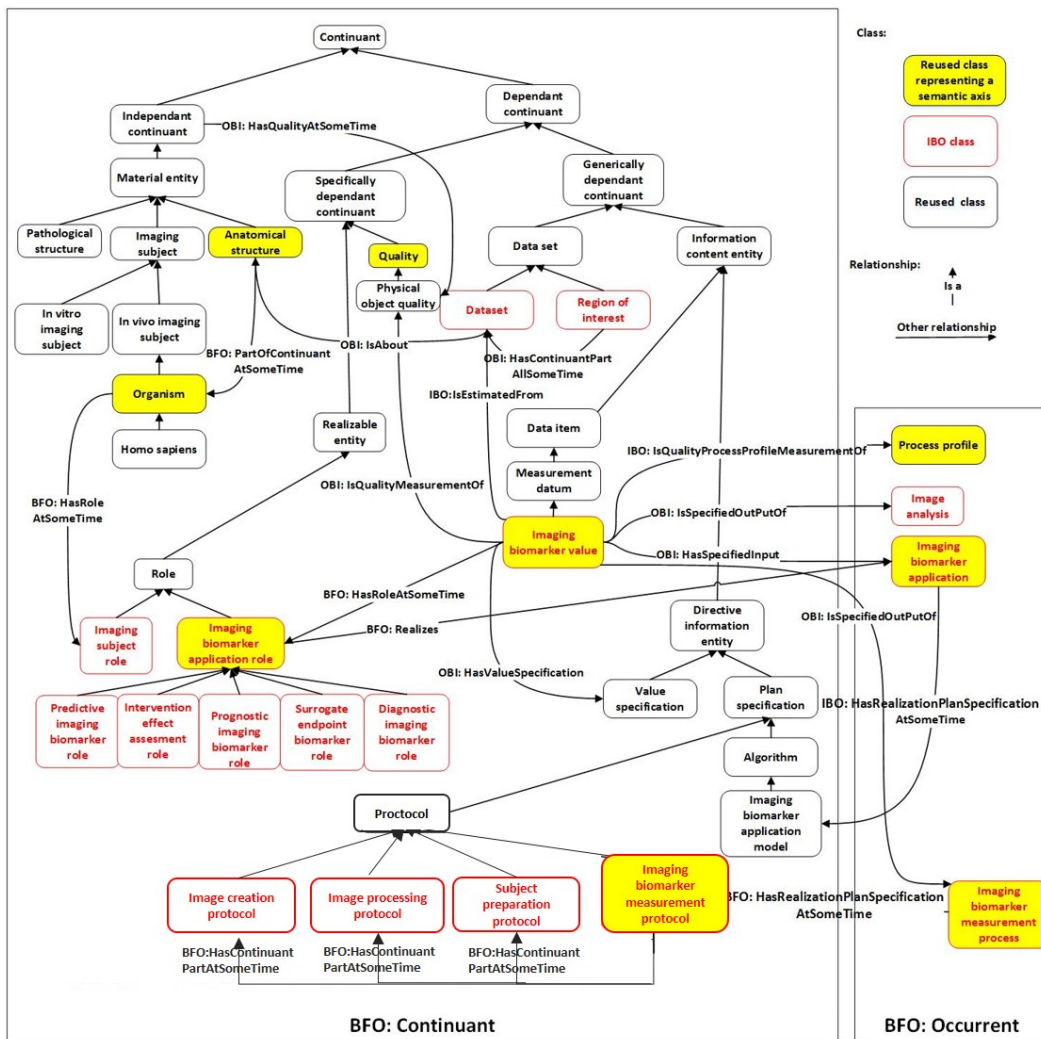 Continuant
Class:
Reused class
representing a
semantic axis
IBO class
Reused class
Relationship:
Is a
Other relationship
Independant
continuant
OBI: HasQualityAtSomeTime
Dependant
continuant
Material entity
Specifically
dependant
continuant
Generically
dependant
continuant
Pathological
structure
Imaging
subject
Anatomical
structure
Quality
Data set
Information
content entity
Physical
object quality
Dataset
Region of
interest
In vitro
imaging
subject
In vivo imaging
subject
OBI: IsAbout
BFO: PartOfContinuant
AtSomeTime
OBI: HasContinuantPart
AllSomeTime
IBO:IsEstimatedFrom
Organism
Homo sapiens
Realizable
entity
Data item
Measurement
datum
IBO: IsQualityProcessProfileMeasurementOf
Process profile
OBI: IsQualityMeasurementOf
BFO: HasRole
AtSomeTime
Imaging
biomarker value
OBI: IsSpecifiedOutPutOf
Image
analysis
OBI: HasSpecifiedInput
Imaging
biomarker
application
Role
BFO: HasRoleAtSomeTime
BFO: Realizes
OBI: IsSpecifiedOutPutOf
Imaging
subject role
Imaging
biomarker
application role
Directive
information
entity
OBI: HasValueSpecification
Value
specification
Plan
specification
IBO: HasRealizationPlanSpecification
AtSomeTime
Predictive
imaging
biomarker role
Intervention
effect
assesment role
Prognostic
imaging
biomarker role
Surrogate
endpoint
biomarker
role
Diagnostic
imaging
biomarker role
Algorithm
Imaging
biomarker
application
model
Proctocol
Image creation
protocol
Image processing
protocol
Subject
preparation
protocol
Imaging
biomarker
measurement
protocol
BFO: HasRealizationPlanSpecification
AtSomeTime
Imaging
biomarker
measurement
process
BFO:HasContinuant
PartAtSomeTime
BFO:HasContinuant
PartAtSomeTime
BFO:HasContinuant
PartAtSomeTime
BFO: Continuant
BFO: Occurrent